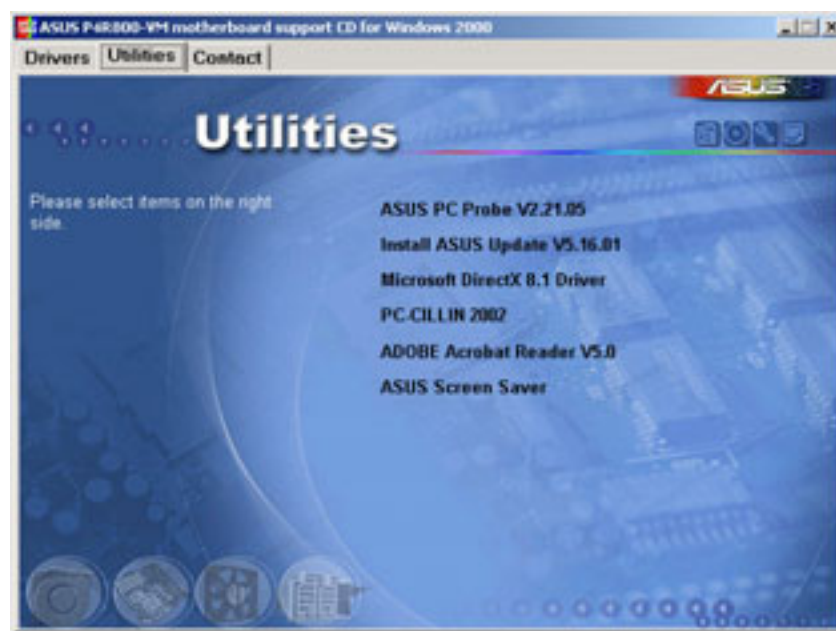 ASUS P4R800-VM motherboard support CD for Windows 2000
Drivers Utilities Contact
ASUS
Utilities
Please select items on the right
side.
ASUS PC Probe V2.21.05
Install ASUS Update V5.16.01
Microsoft DirectX 8.1 Driver
PC-CILLIN 2002
ADOBE Acrobat Reader V5.0
ASUS Screen Saver